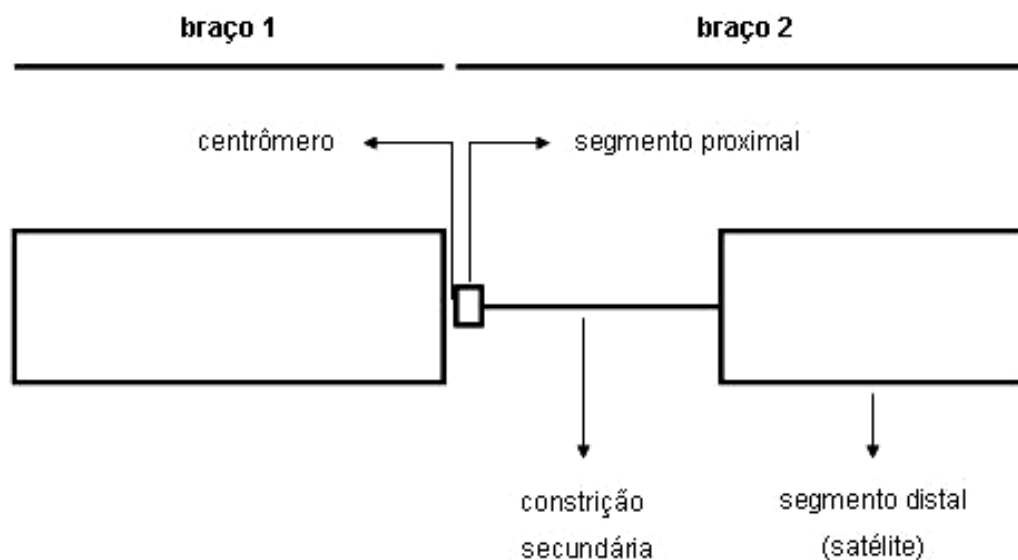 braço 1
braço 2
centrômero
segmento proximal
constrição
secundária
segmento distal
(satélite)